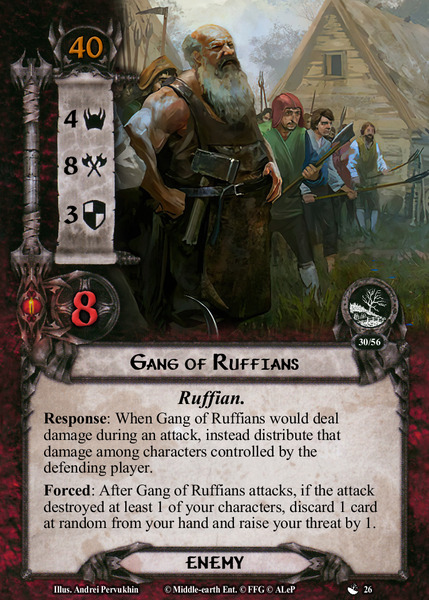 40
4
8
3
8
30/56
Gang of Ruffians
Ruffian.
Response: When Gang of Ruffians would deal
damage during an attack, instead distribute that
damage among characters controlled by the
defending player.
Forced: After Gang of Ruffians attacks, if the attack
destroyed at least 1 of your characters, discard 1 card
at random from your hand and raise your threat by 1.
ENEMY
Illus. Andrei Pervukhin © Middle-earth Ent. © FFG © ALeP 26